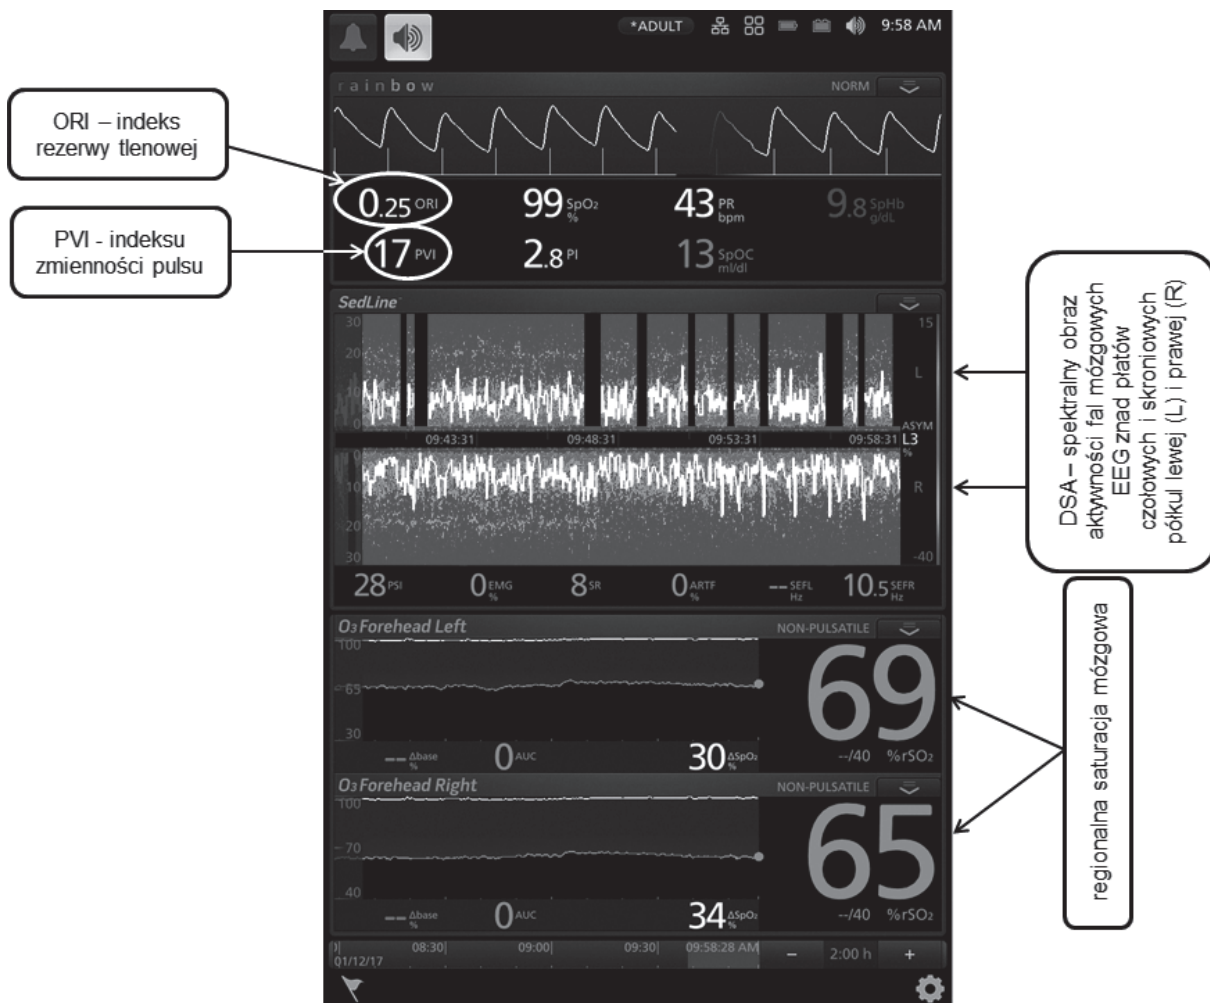 *ADULT 9:58 AM
rainbow NORM
ORI – indeks
rezerwy tlenowej
0.25 ORI 99 SpO₂ % 43 PR bpm 9.8 SpHb g/dL
PVI - indeksu
zmienności pulsu
17 PVI 2.8 PI 13 SpOC ml/dl
SedLine
30 15
20
L
0 ASYM
09:43:31 09:48:31 09:53:31 09:58:31 L3 %
0
10 R
20
30 -40
28 PSI 0 EMG % 8 SR 0 ARTF % -- SEFL Hz 10.5 SEFR Hz
DSA – spektralny obraz
aktywności fal mózgowych
EEG znad płatów
czołowych i skroniowych
półkul lewej (L) i prawej (R)
O₃ Forehead Left NON-PULSATILE
100
65 69
30
-- Δbase % 0 AUC 30 ΔSpO₂ % --/40 %rSO₂
O₃ Forehead Right NON-PULSATILE
100
70 65
40
-- Δbase % 0 AUC 34 ΔSpO₂ % --/40 %rSO₂
regionalna saturacja mózgowa
08:30 09:00 09:30 09:58:28 AM − 2:00 h +
01/12/17